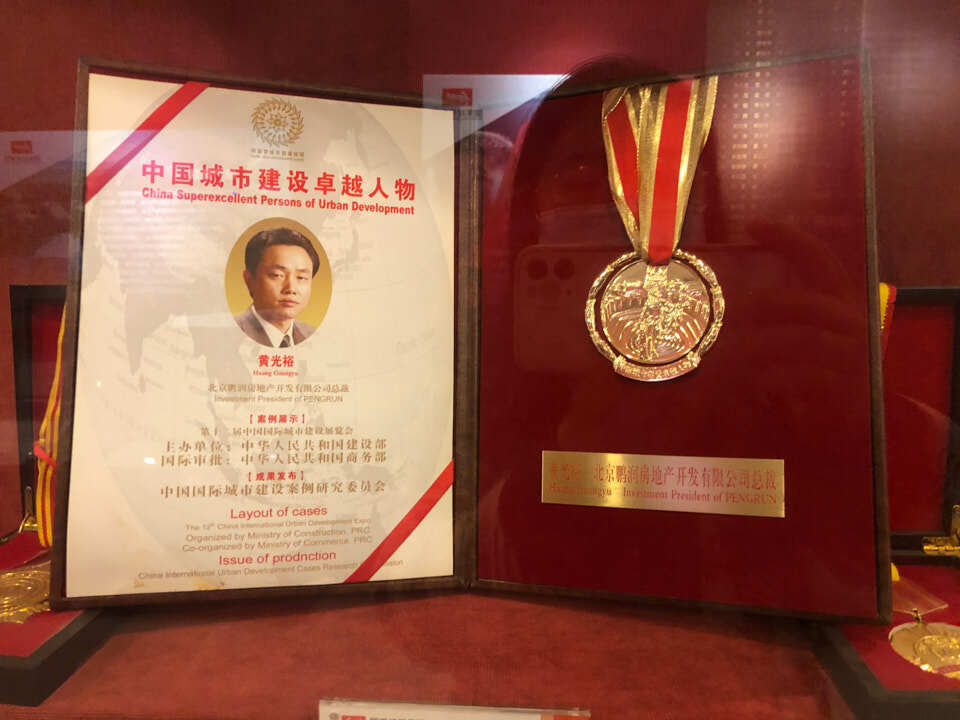 中国城市建设卓越人物
China Superexcellent Persons of Urban Development
黄光裕
Huang Guangyu
北京鹏润房地产开发有限公司总裁
Investment President of PENGRUN
【案例展示】
第十二届中国国际城市建设展览会
主办单位：中华人民共和国建设部
国际审批：中华人民共和国商务部
【成果发布】
中国国际城市建设案例研究委员会
Layout of cases
The 12th China International Urban Development Expo
Organized by Ministry of Construction, PRC
Co-organized by Ministry of Commerce, PRC
Issue of prodnction
China International Urban Development Cases Research
黄光裕 北京鹏润房地产开发有限公司总裁
Huang Guangyu Investment President of PENGRUN